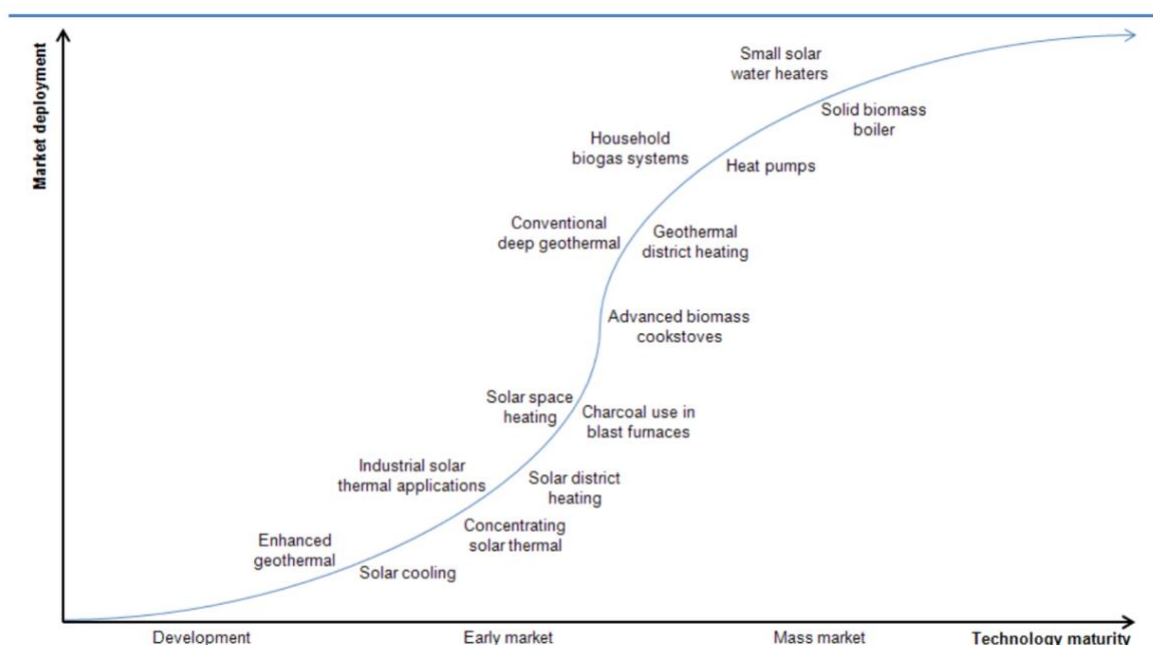 Market deployment
Small solar
water heaters
Solid biomass
boiler
Household
biogas systems
Heat pumps
Conventional
deep geothermal
Geothermal
district heating
Advanced biomass
cookstoves
Solar space
heating
Charcoal use in
blast furnaces
Industrial solar
thermal applications
Solar district
heating
Concentrating
solar thermal
Enhanced
geothermal
Solar cooling
Development
Early market
Mass market
Technology maturity